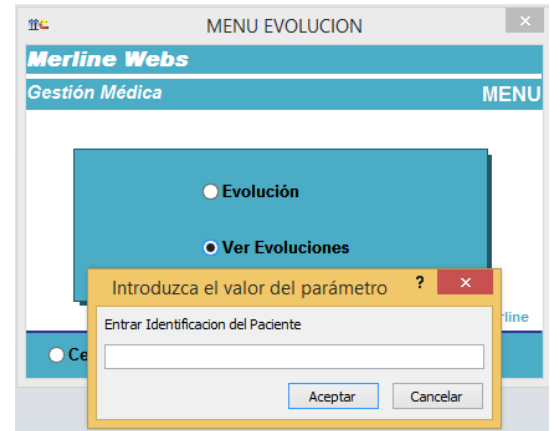 MENU EVOLUCION
Merline Webs
Gestión Médica MENU
Evolución
Ver Evoluciones
Introduzca el valor del parámetro ?
Entrar Identificacion del Paciente
Aceptar Cancelar